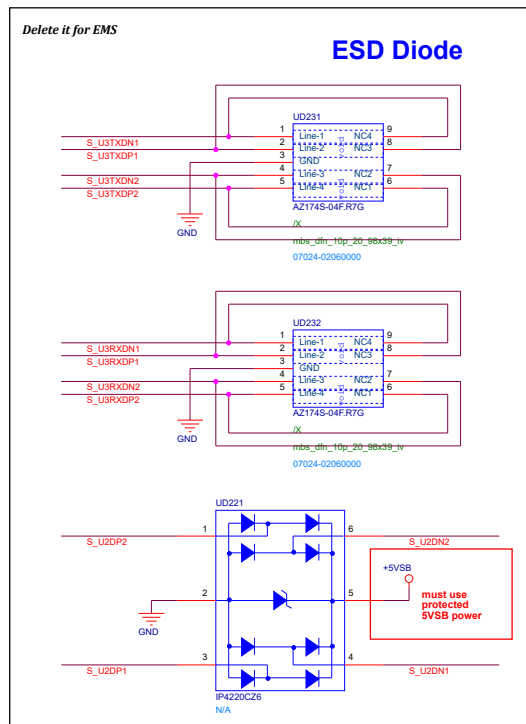 Delete it for EMS
ESD Diode
UD231
1 Line-1 NC4 9
S_U3TXDN1
2 Line-2 NC3 8
S_U3TXDP1
3 GND
4 Line-3 NC2 7
S_U3TXDN2
5 Line-4 NC1 6
S_U3TXDP2
AZ174S-04F.R7G
GND
/X
mbs_dfn_10p_20_98x39_iv
07024-02060000
UD232
1 Line-1 NC4 9
S_U3RXDN1
2 Line-2 NC3 8
S_U3RXDP1
3 GND
4 Line-3 NC2 7
S_U3RXDN2
5 Line-4 NC1 6
S_U3RXDP2
AZ174S-04F.R7G
GND
/X
mbs_dfn_10p_20_98x39_iv
07024-02060000
UD221
1 6
S_U2DP2 S_U2DN2
+5VSB
2 5
must use
protected
5VSB power
GND
3 4
S_U2DP1 S_U2DN1
IP4220CZ6
N/A